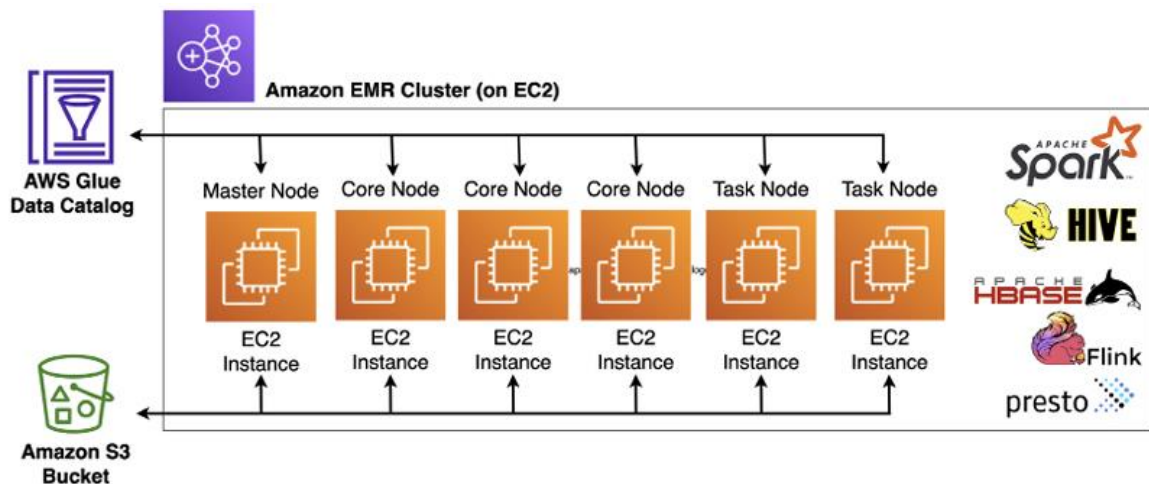 Amazon EMR Cluster (on EC2)
AWS Glue
Data Catalog
Master Node
Core Node
Core Node
Core Node
Task Node
Task Node
ap
log
EC2
Instance
EC2
Instance
EC2
Instance
EC2
Instance
EC2
Instance
EC2
Instance
APACHE
Spark
HIVE
APACHE
HBASE
Flink
presto
Amazon S3
Bucket